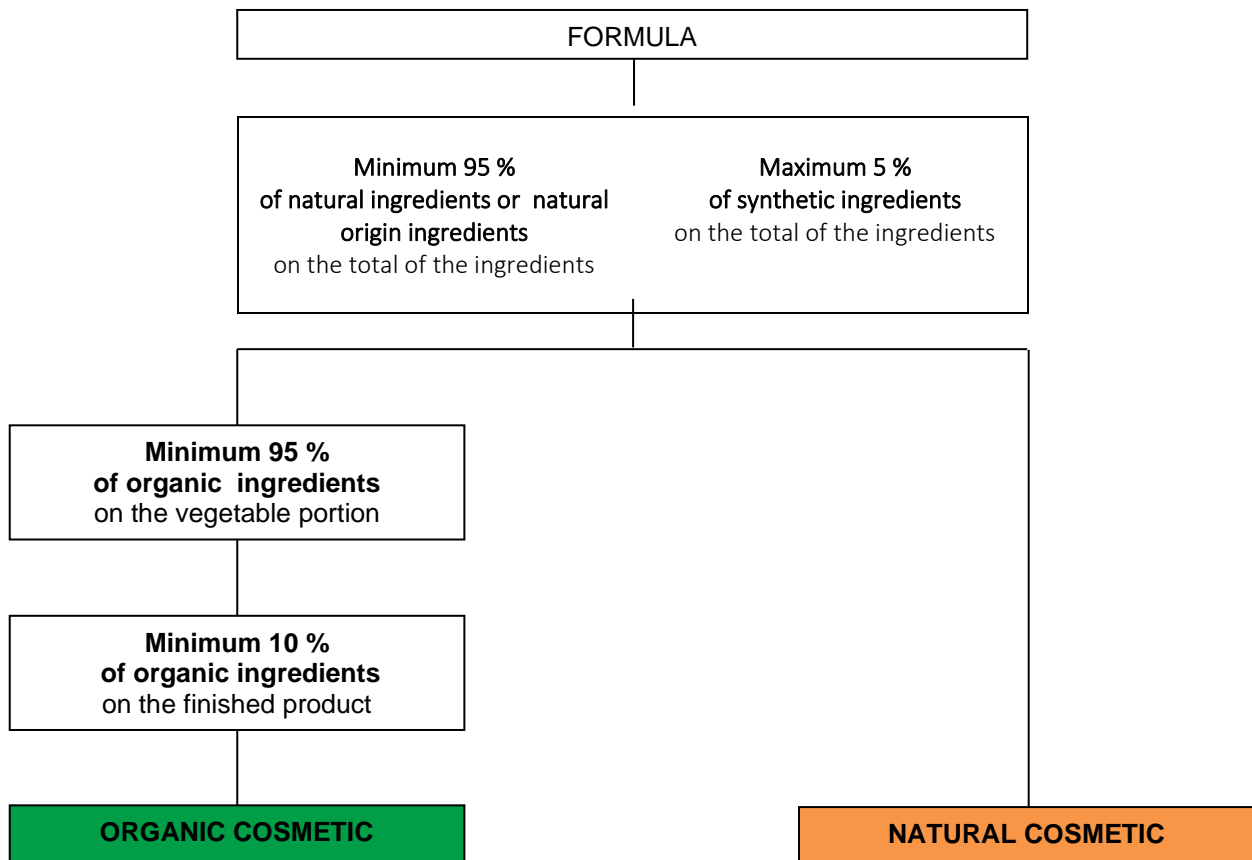 FORMULA
Minimum 95 %
of natural ingredients or natural
origin ingredients
on the total of the ingredients
Maximum 5 %
of synthetic ingredients
on the total of the ingredients
Minimum 95 %
of organic ingredients
on the vegetable portion
Minimum 10 %
of organic ingredients
on the finished product
ORGANIC COSMETIC
NATURAL COSMETIC